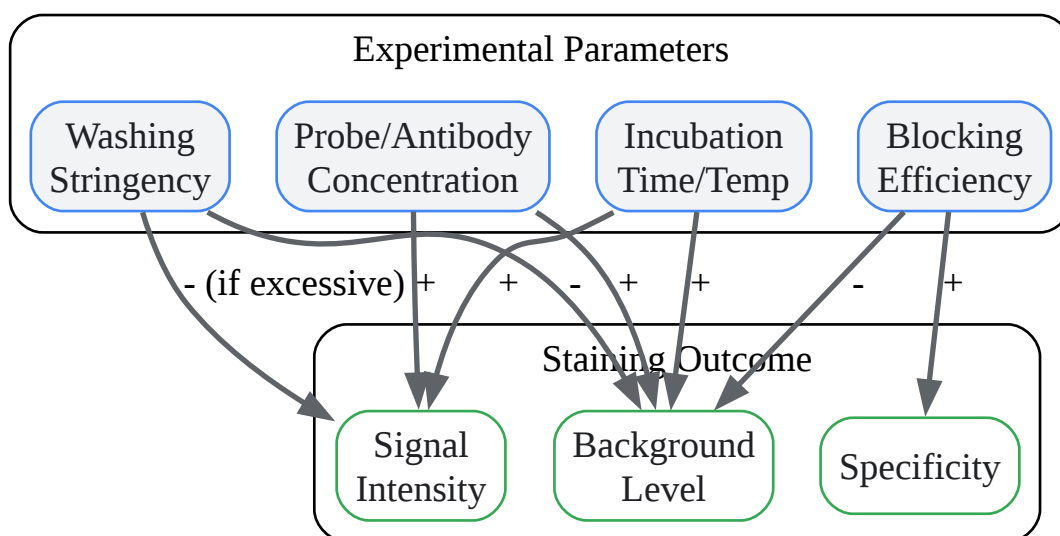 Experimental Parameters
Washing
Stringency
Probe/Antibody
Concentration
Incubation
Time/Temp
Blocking
Efficiency
- (if excessive)
+
+
-
+
+
-
+
Staining Outcome
Signal
Intensity
Background
Level
Specificity